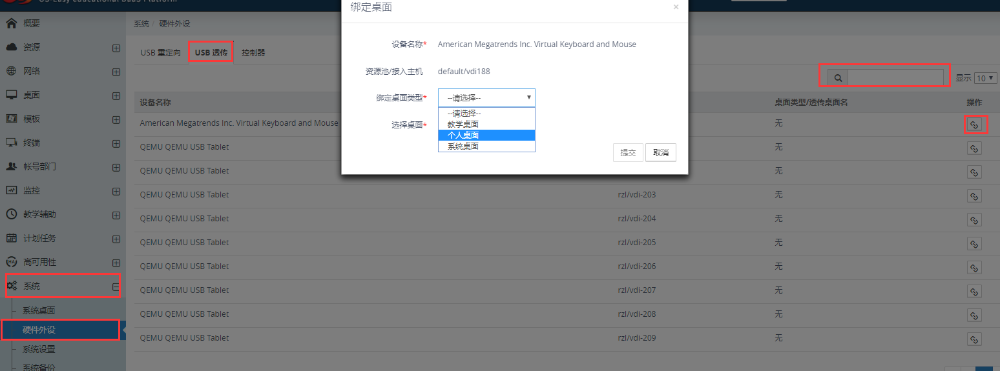 OS-Easy educational DaaS Platform
绑定桌面
×
概要
资源
网络
桌面
模板
终端
帐号部门
监控
教学辅助
计划任务
高可用性
系统
系统桌面
硬件外设
系统设置
系统备份
系统 / 硬件外设
USB 重定向 USB 透传 控制器
显示 10
设备名称 桌面类型/透传桌面名 操作
American Megatrends Inc. Virtual Keyboard and Mouse 无
QEMU QEMU USB Tablet 无
QEMU QEMU USB Tablet 无
QEMU QEMU USB Tablet rzl/vdi-203 无
QEMU QEMU USB Tablet rzl/vdi-204 无
QEMU QEMU USB Tablet rzl/vdi-205 无
QEMU QEMU USB Tablet rzl/vdi-206 无
QEMU QEMU USB Tablet rzl/vdi-207 无
QEMU QEMU USB Tablet rzl/vdi-208 无
QEMU QEMU USB Tablet rzl/vdi-209 无
设备名称* American Megatrends Inc. Virtual Keyboard and Mouse
资源池/接入主机 default/vdi188
绑定桌面类型* --请选择--
选择桌面*
--请选择--
教学桌面
个人桌面
系统桌面
提交 取消